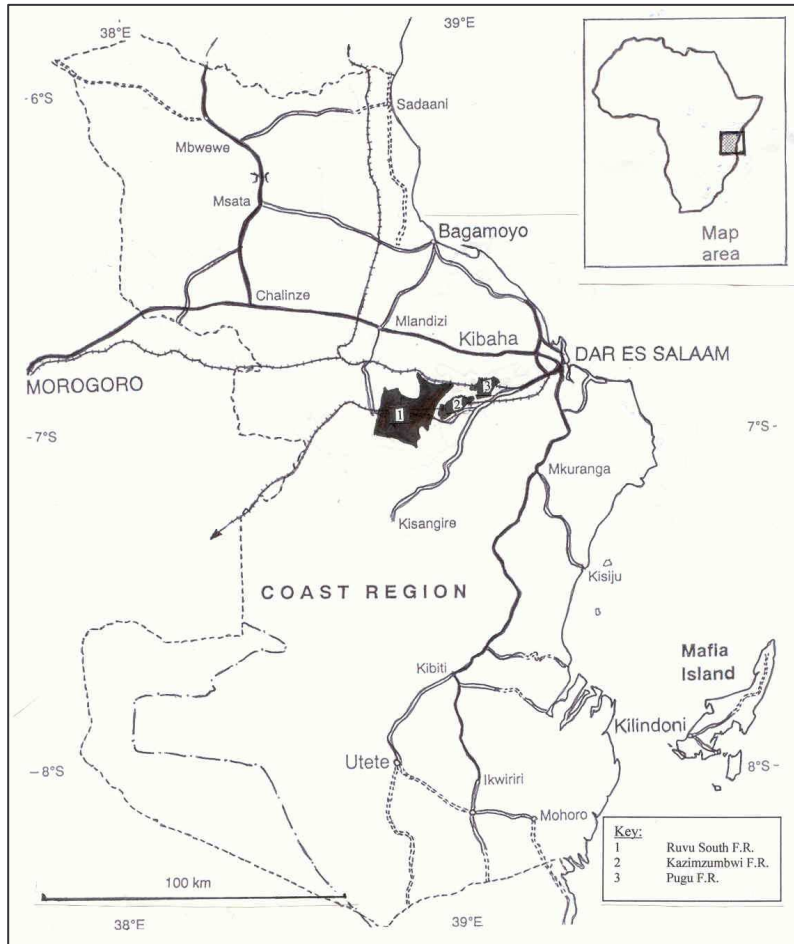 38°E
39°E
-6°S
Sadaani
Mbwewe
Msata
Map
area
Bagamoyo
Chalinze
Mlandizi
Kibaha
DAR ES SALAAM
MOROGORO
3
2
1
-7°S
7°S-
Mkuranga
Kisangire
Kisiju
COAST REGION
Mafia
Island
Kibiti
Kilindoni
Utete
-8°S
8°S-
Ikwiriri
Mohoro
Key:
1 Ruvu South F.R.
2 Kazimzumbwi F.R.
3 Pugu F.R.
100 km
38°E
39°E